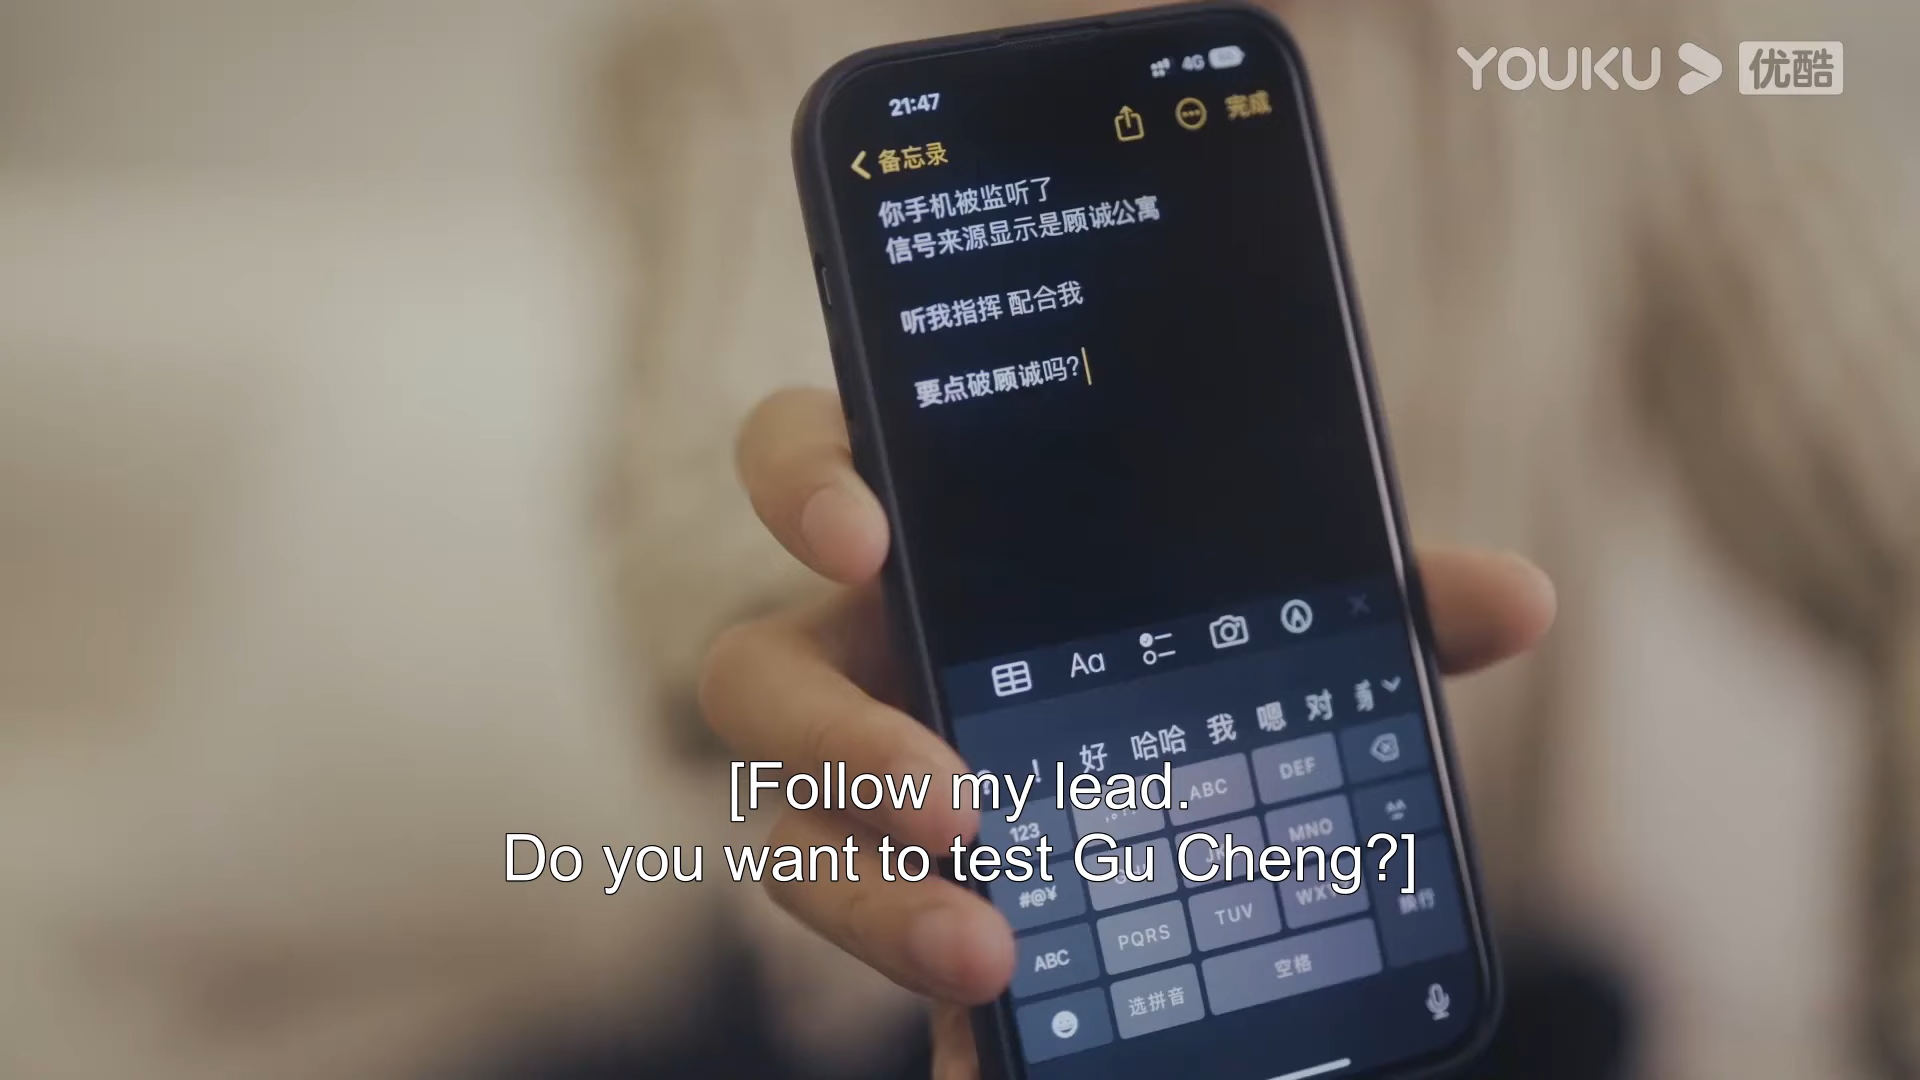 YOUKU 优酷
21:47
4G
备忘录
完成
你手机被监听了
信号来源显示是顾诚公寓
听我指挥 配合我
要点破顾诚吗?
Aa
! 好 哈哈 我 嗯 对
[Follow my lead.
Do you want to test Gu Cheng?]
123
ABC
DEF
#@¥
MNO
ABC
PQRS
TUV
换行
选拼音
空格